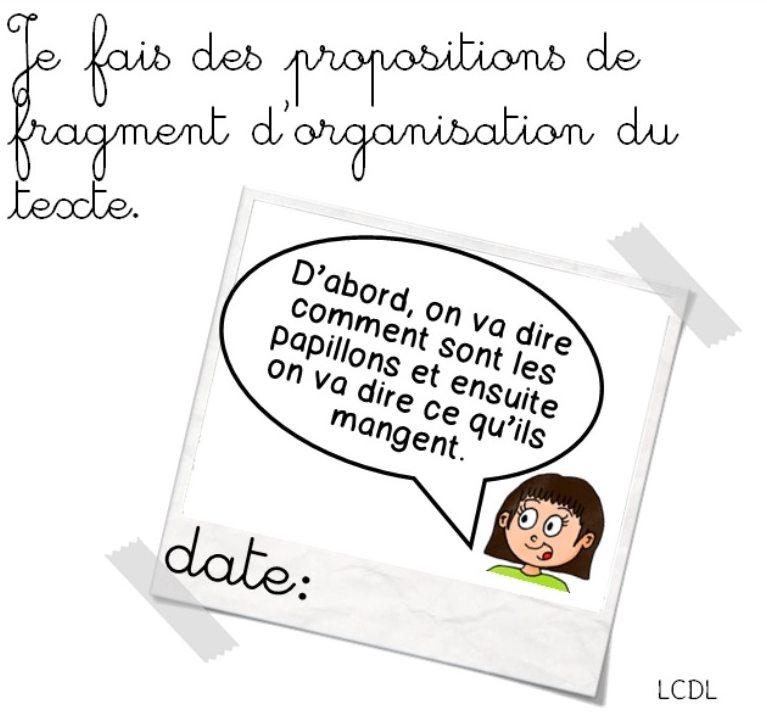 Je fais des propositions de
fragment d'organisation du
texte.
D'abord, on va dire
comment sont les
papillons et ensuite
on va dire ce qu'ils
mangent.
date:
LCDL